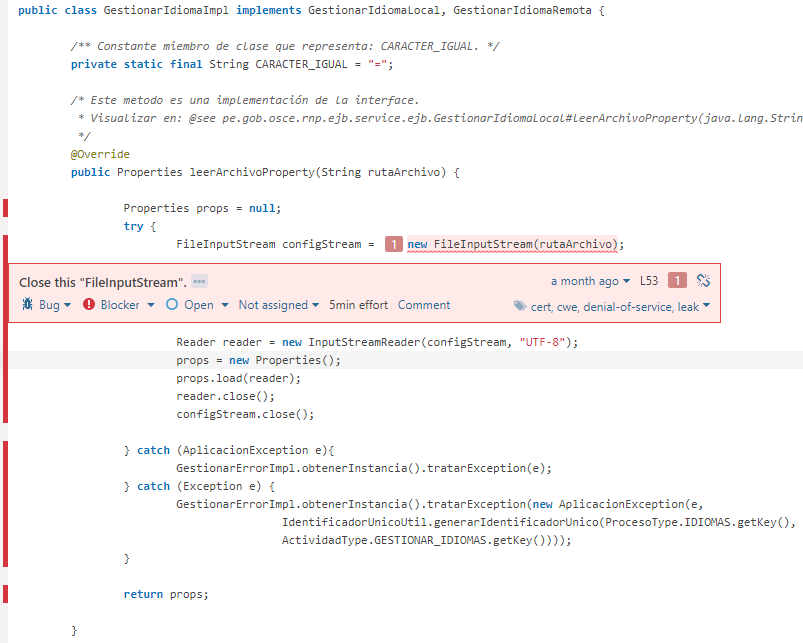 public class GestionarIdiomaImpl implements GestionarIdiomaLocal, GestionarIdiomaRemota {
/** Constante miembro de clase que representa: CARACTER_IGUAL. */
private static final String CARACTER_IGUAL = "=";
/* Este metodo es una implementación de la interface.
* Visualizar en: @see pe.gob.osce.rnp.ejb.service.ejb.GestionarIdiomaLocal#leerArchivoProperty(java.lang.Strin
*/
@Override
public Properties leerArchivoProperty(String rutaArchivo) {
Properties props = null;
try {
FileInputStream configStream = 1 new FileInputStream(rutaArchivo);
Close this "FileInputStream". ... a month ago L53 1
Bug Blocker Open Not assigned 5min effort Comment cert, cwe, denial-of-service, leak
Reader reader = new InputStreamReader(configStream, "UTF-8");
props = new Properties();
props.load(reader);
reader.close();
configStream.close();
} catch (AplicacionException e){
GestionarErrorImpl.obtenerInstancia().tratarException(e);
} catch (Exception e) {
GestionarErrorImpl.obtenerInstancia().tratarException(new AplicacionException(e,
IdentificadorUnicoUtil.generarIdentificadorUnico(ProcesoType.IDIOMAS.getKey(),
ActividadType.GESTIONAR_IDIOMAS.getKey())));
}
return props;
}